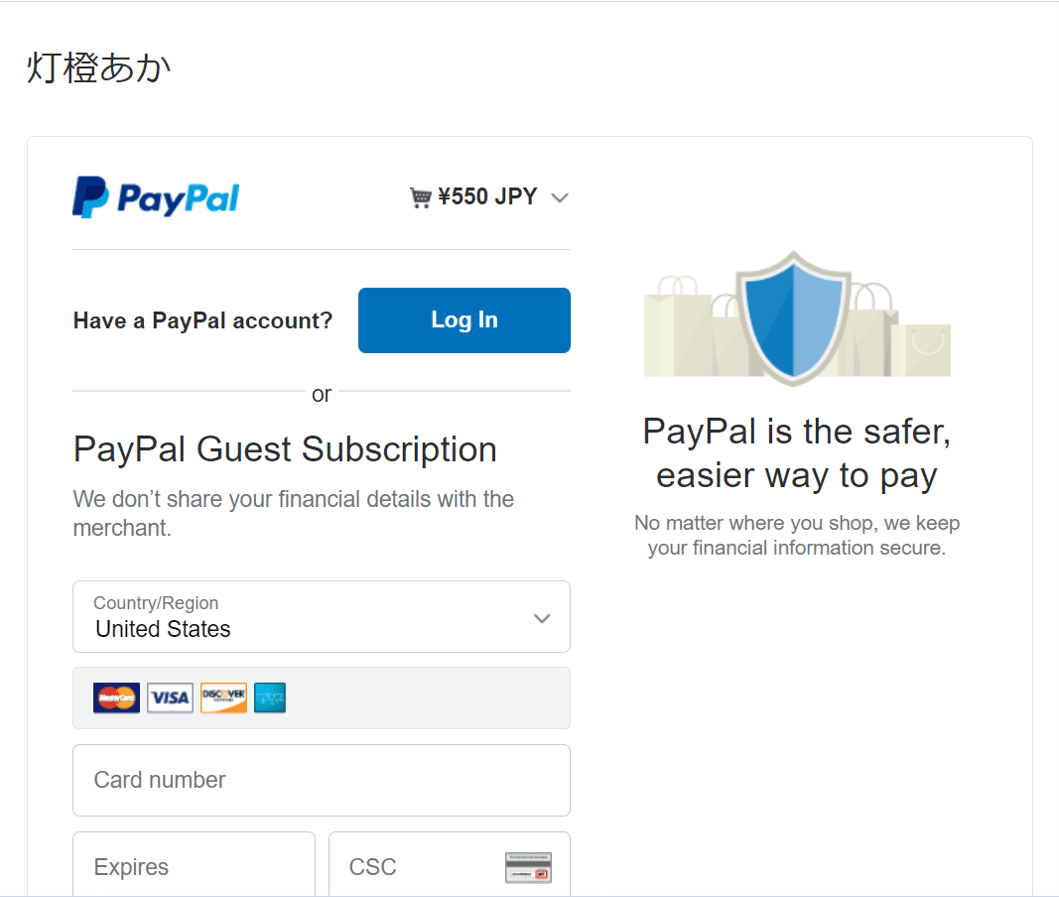 灯橙あか
PayPal
¥550 JPY
Have a PayPal account?
Log In
or
PayPal Guest Subscription
We don’t share your financial details with the
merchant.
Country/Region
United States
MasterCard
VISA
DISCOVER
Card number
Expires
CSC
PayPal is the safer,
easier way to pay
No matter where you shop, we keep
your financial information secure.